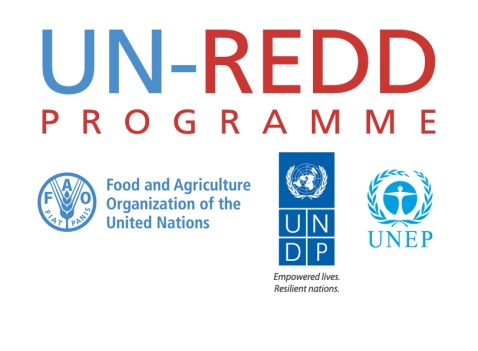 UN-REDD
PROGRAMME
FAO
FIAT PANIS
Food and Agriculture
Organization of the
United Nations
UN
DP
Empowered lives.
Resilient nations.
UNEP